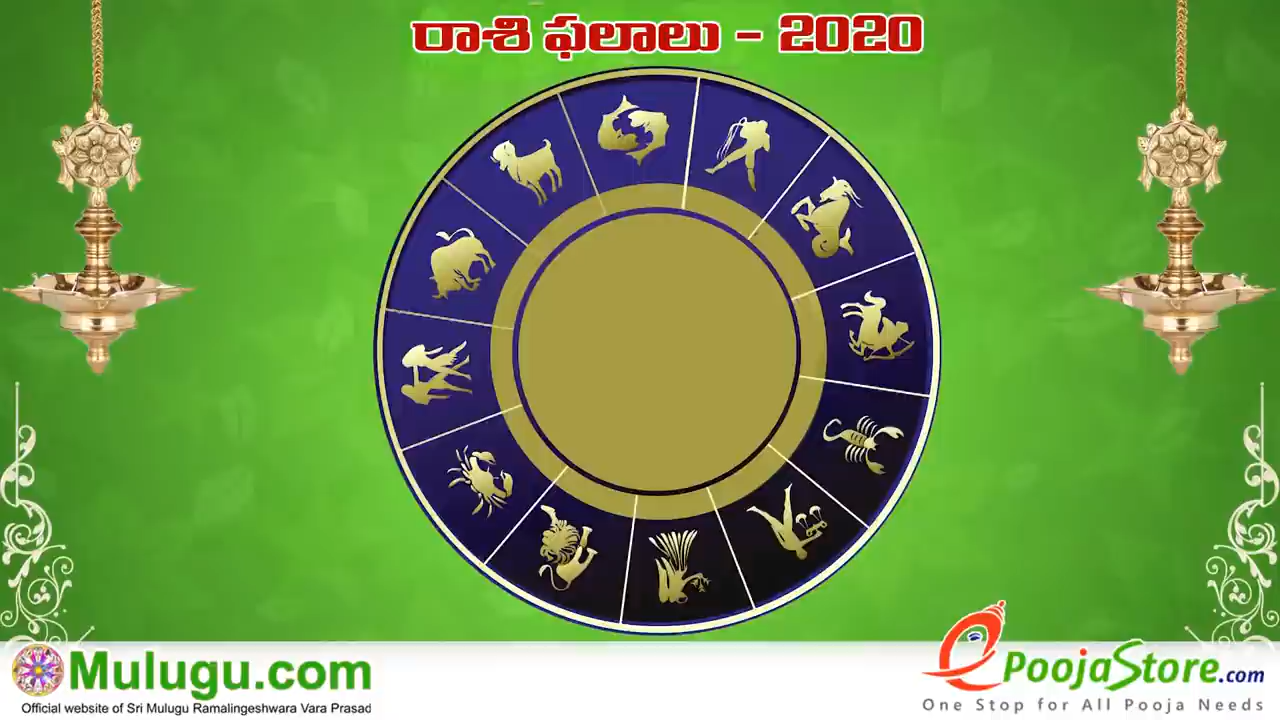 రాశి ఫలాలు - 2020
Mulugu.com
Official website of Sri Mulugu Ramalingeshwara Vara Prasad
ePoojaStore.com
One Stop for All Pooja Needs